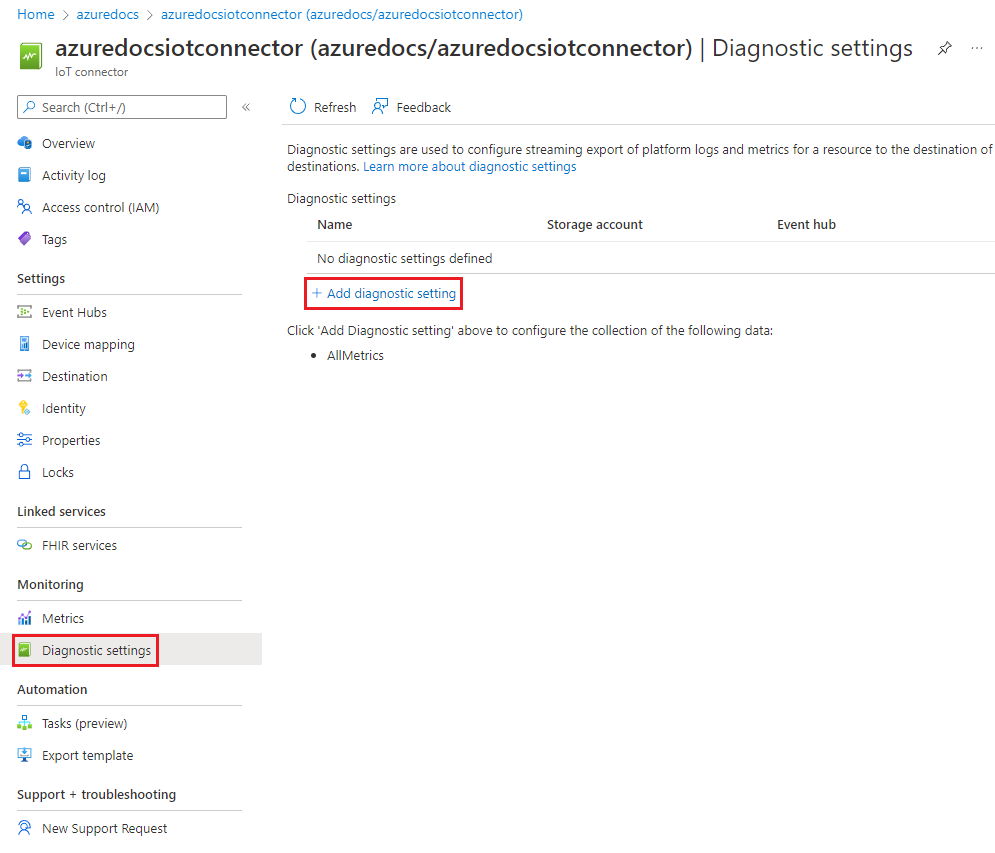 Home > azuredocs > azuredocsiotconnector (azuredocs/azuredocsiotconnector)
azuredocsiotconnector (azuredocs/azuredocsiotconnector) | Diagnostic settings
IoT connector
Search (Ctrl+/)
Overview
Activity log
Access control (IAM)
Tags
Settings
Event Hubs
Device mapping
Destination
Identity
Properties
Locks
Linked services
FHIR services
Monitoring
Metrics
Diagnostic settings
Automation
Tasks (preview)
Export template
Support + troubleshooting
New Support Request
Refresh Feedback
Diagnostic settings are used to configure streaming export of platform logs and metrics for a resource to the destination of
destinations. Learn more about diagnostic settings
Diagnostic settings
Name Storage account Event hub
No diagnostic settings defined
+ Add diagnostic setting
Click 'Add Diagnostic setting' above to configure the collection of the following data:
• AllMetrics